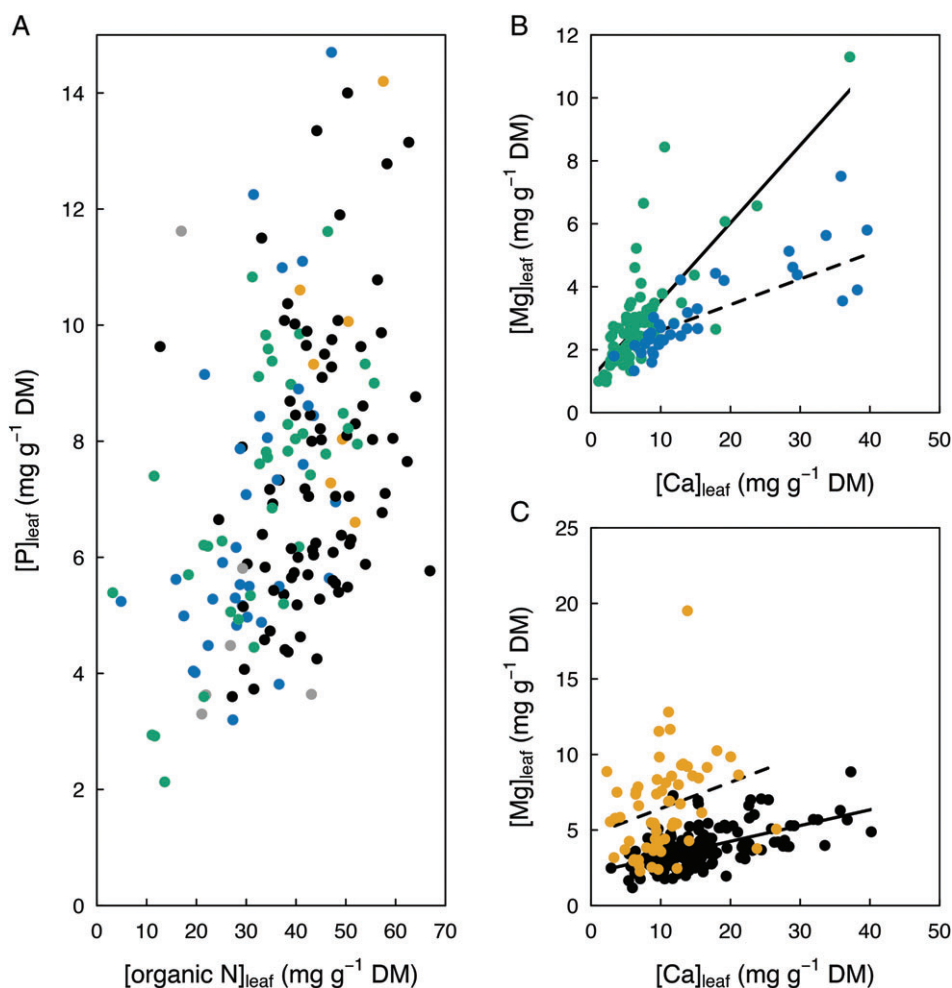 A
[P]leaf (mg g⁻¹ DM)
14
12
10
8
6
4
2
0
0 10 20 30 40 50 60 70
[organic N]leaf (mg g⁻¹ DM)
B
[Mg]leaf (mg g⁻¹ DM)
12
10
8
6
4
2
0
0 10 20 30 40 50
[Ca]leaf (mg g⁻¹ DM)
C
[Mg]leaf (mg g⁻¹ DM)
25
20
15
10
5
0
0 10 20 30 40 50
[Ca]leaf (mg g⁻¹ DM)